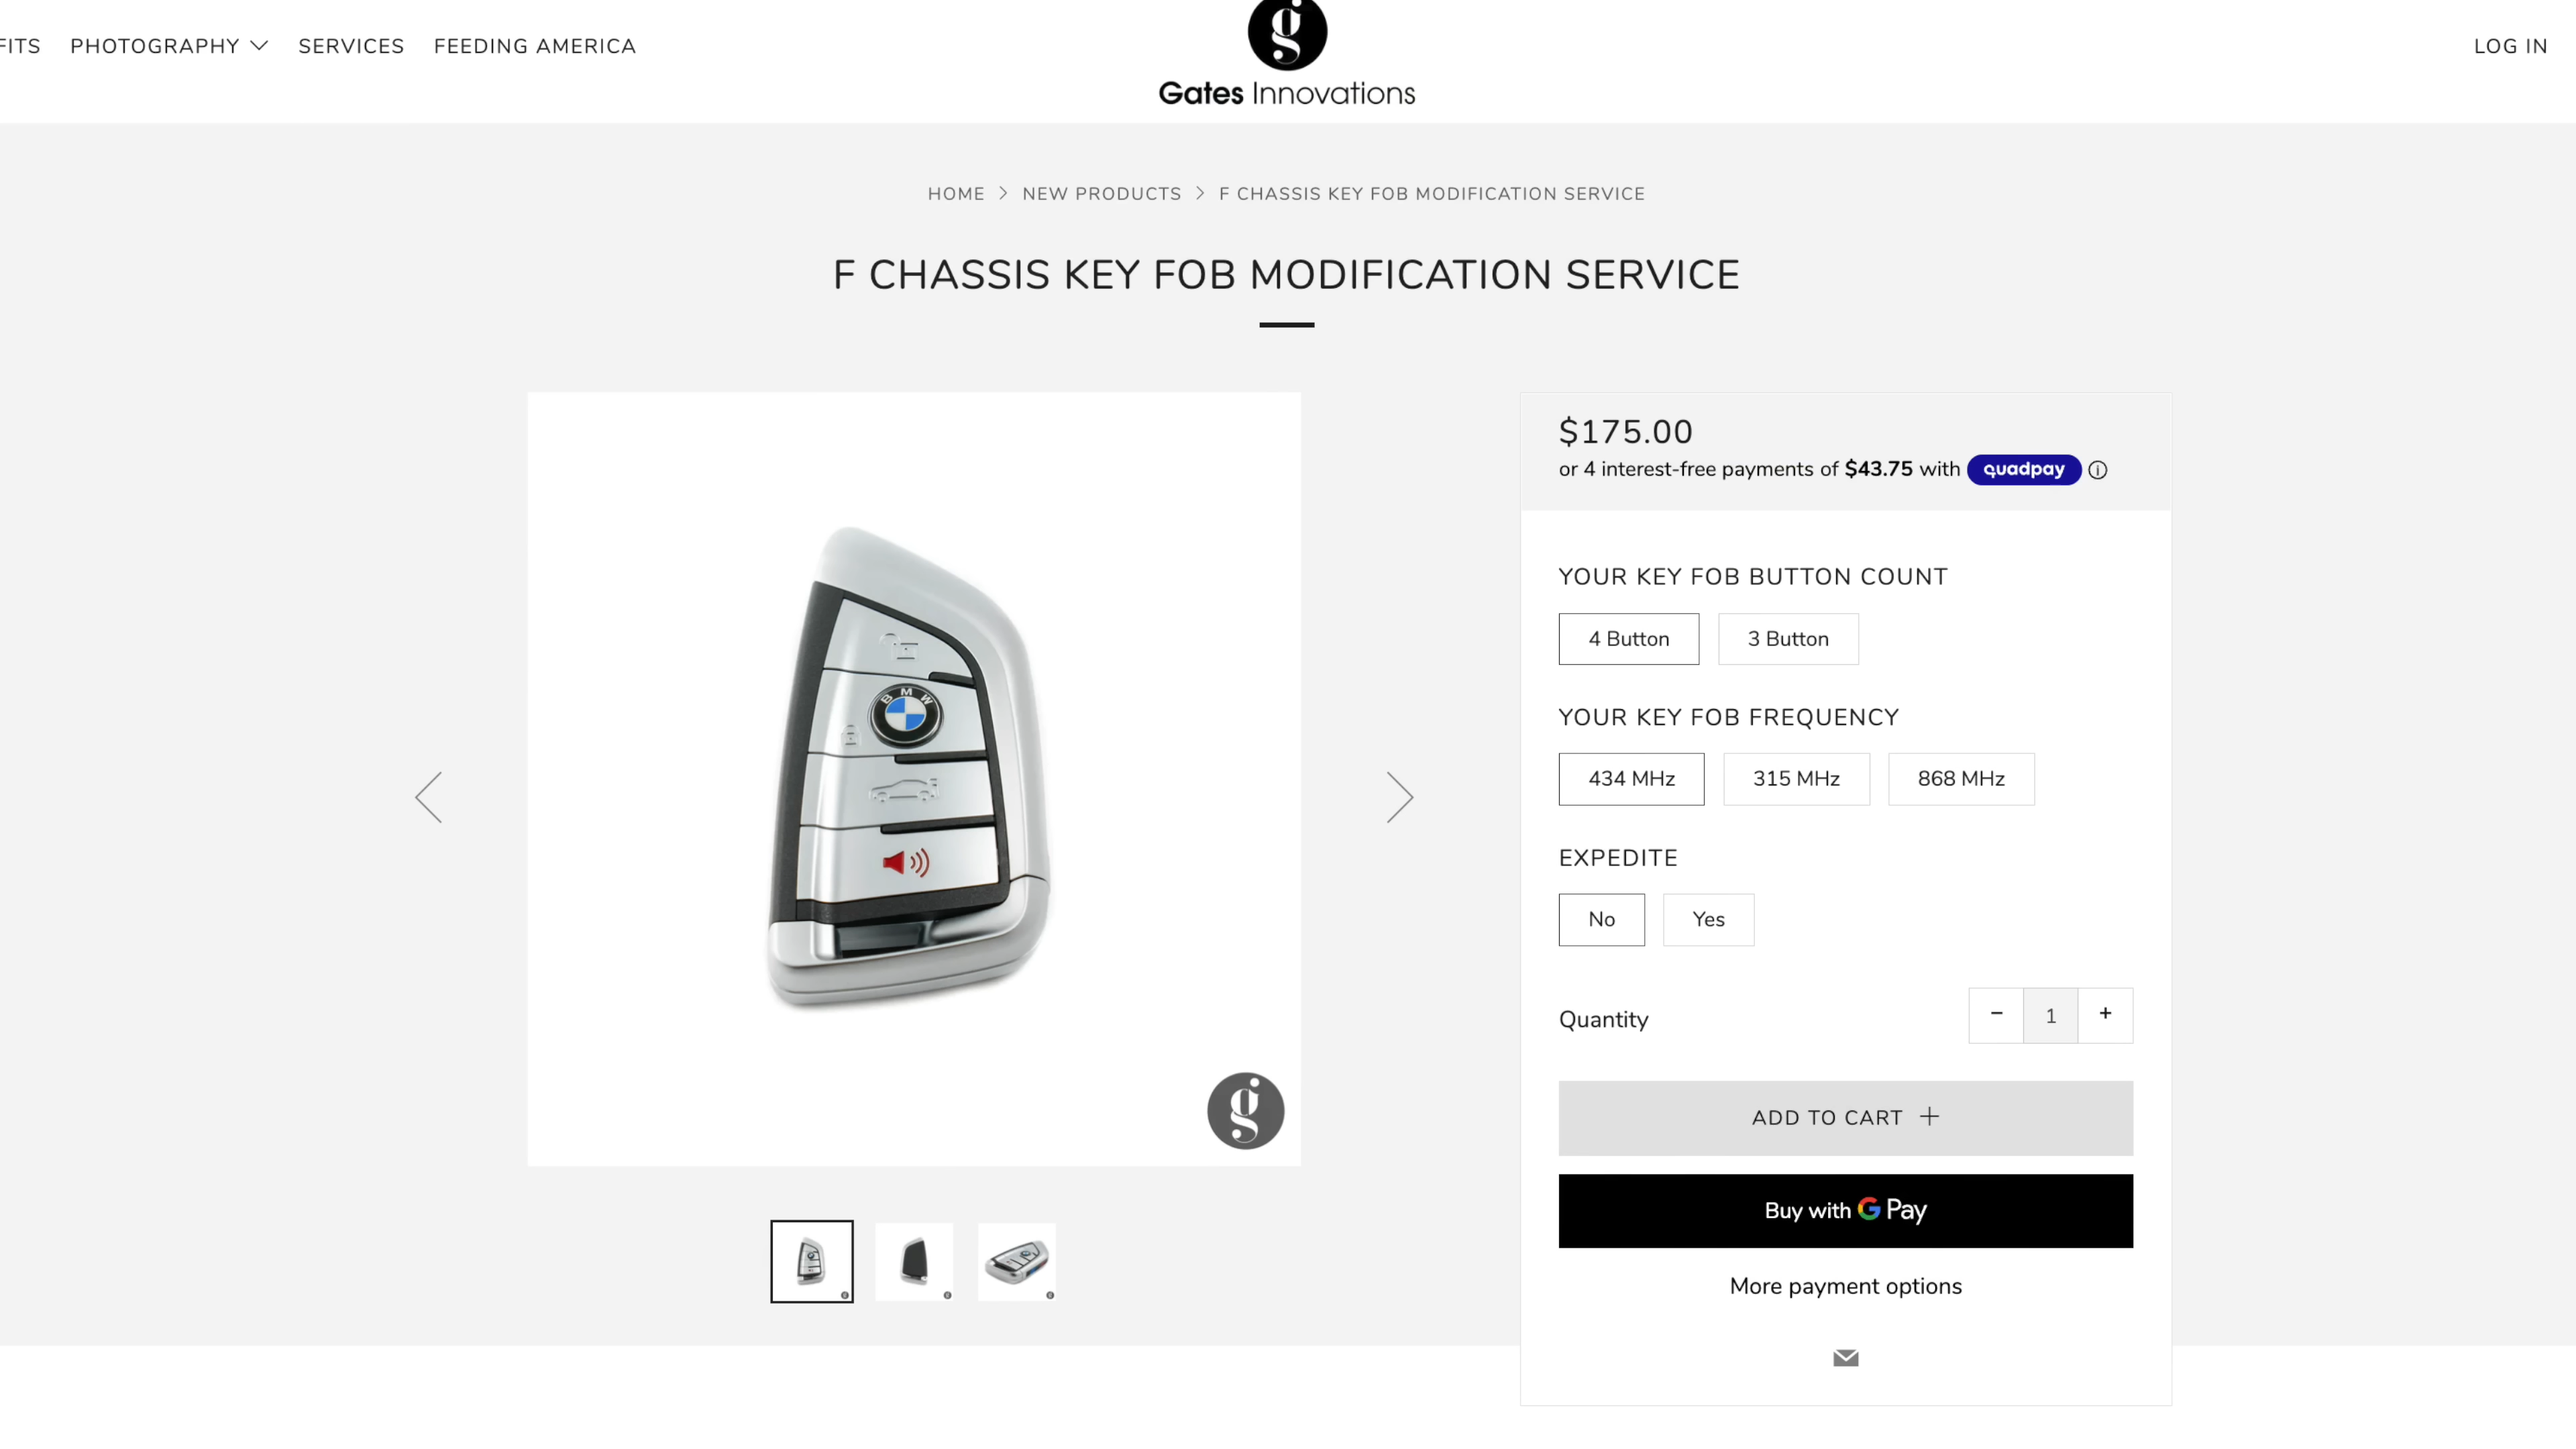 FITS PHOTOGRAPHY SERVICES FEEDING AMERICA
g
Gates Innovations
LOG IN
HOME > NEW PRODUCTS > F CHASSIS KEY FOB MODIFICATION SERVICE
F CHASSIS KEY FOB MODIFICATION SERVICE
BMW
g
$175.00
or 4 interest-free payments of $43.75 with quadpay
YOUR KEY FOB BUTTON COUNT
4 Button 3 Button
YOUR KEY FOB FREQUENCY
434 MHz 315 MHz 868 MHz
EXPEDITE
No Yes
Quantity − 1 +
ADD TO CART +
Buy with G Pay
More payment options